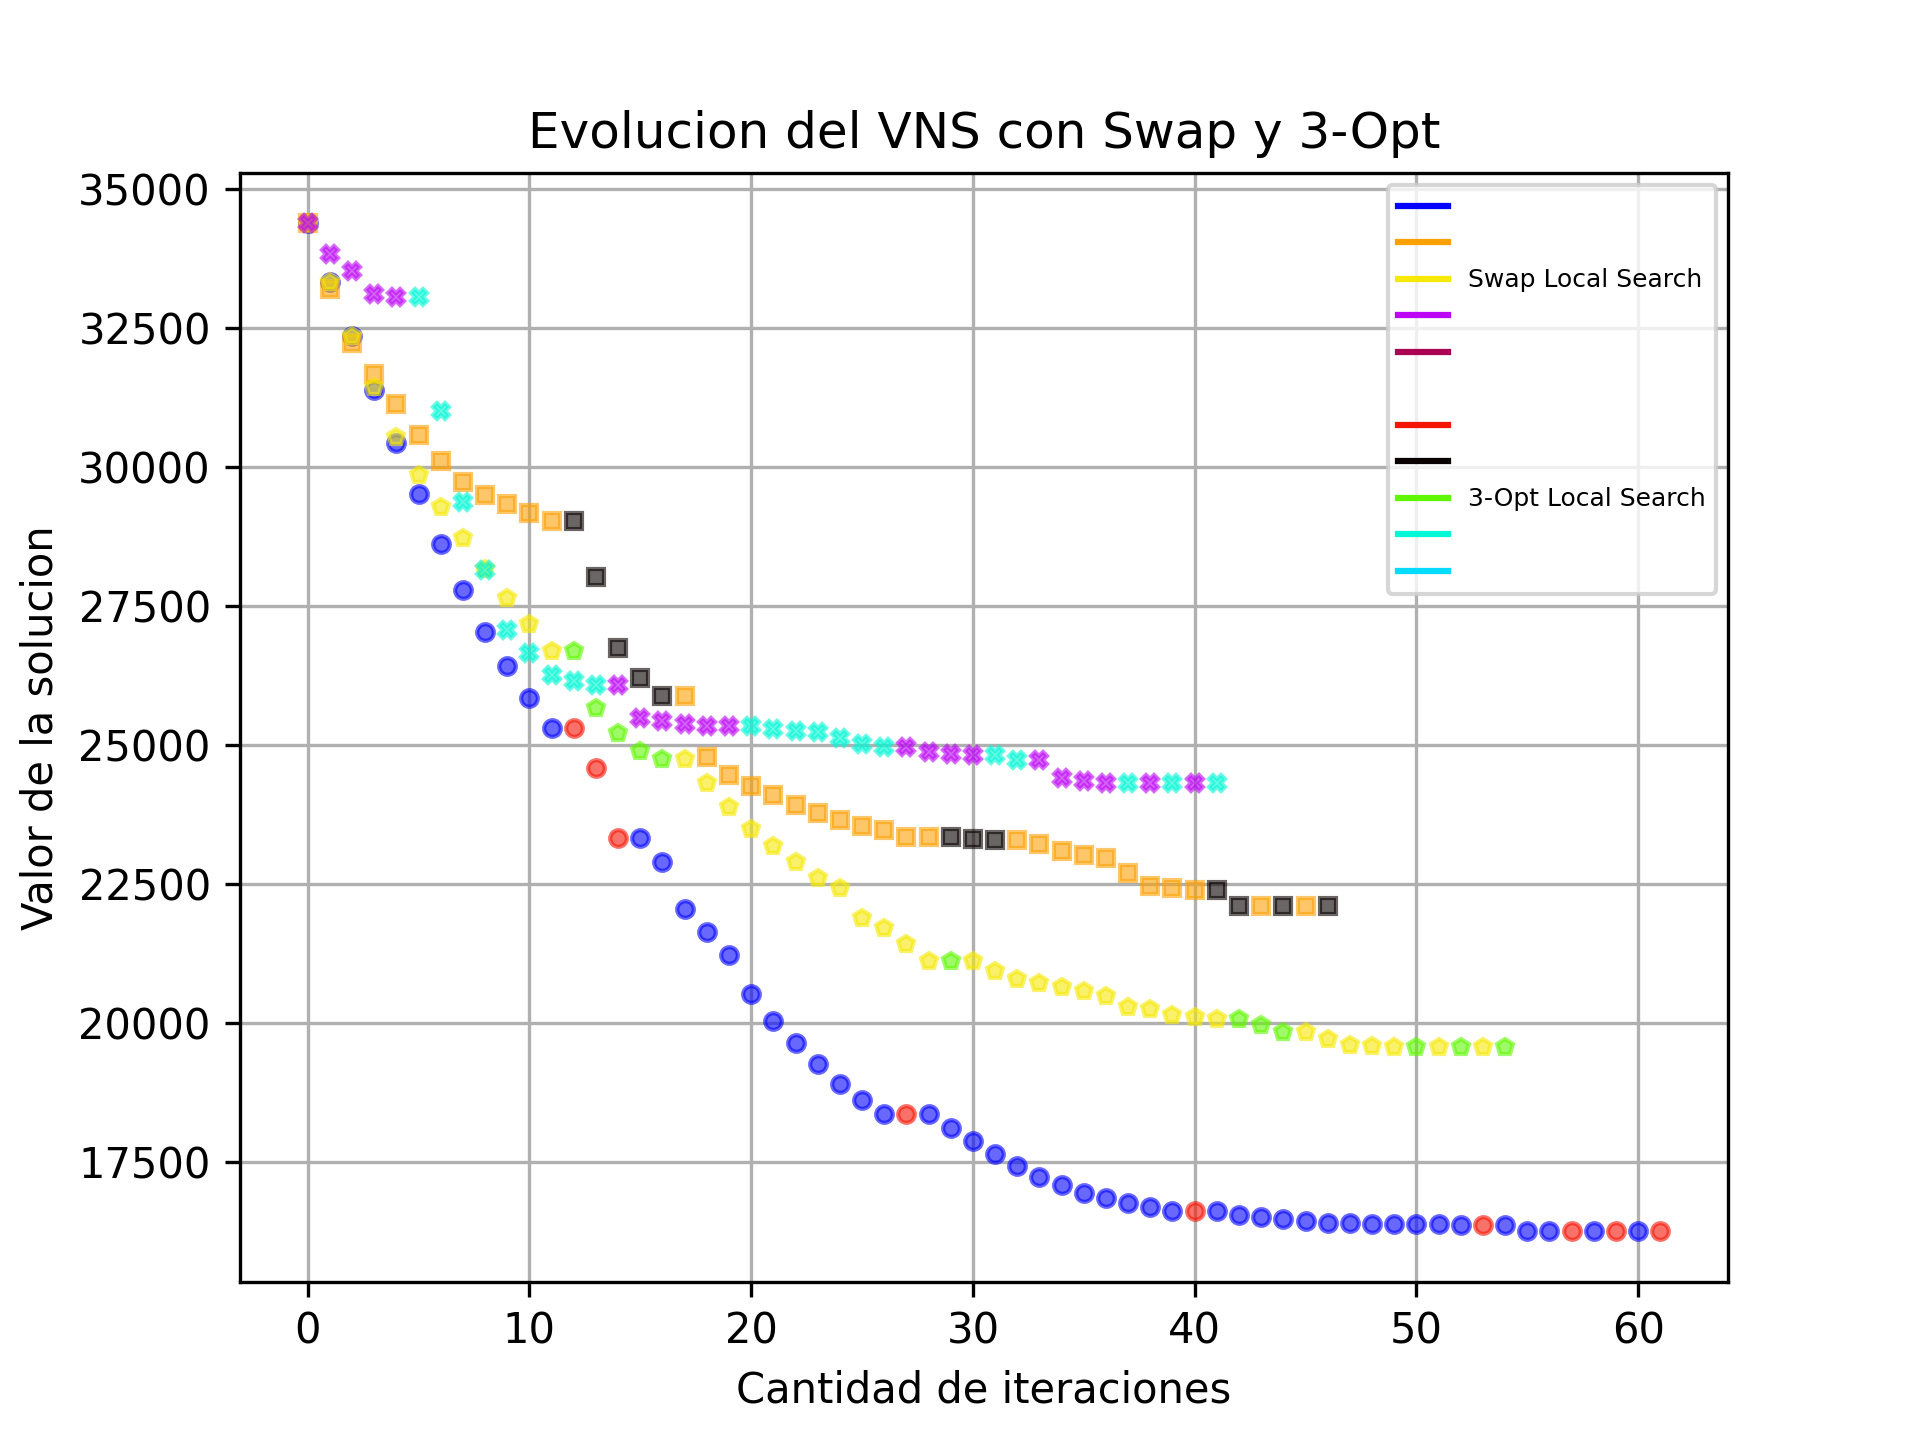 Evolucion del VNS con Swap y 3-Opt
Valor de la solucion
35000
32500
30000
27500
25000
22500
20000
17500
Swap Local Search
3-Opt Local Search
0 10 20 30 40 50 60
Cantidad de iteraciones